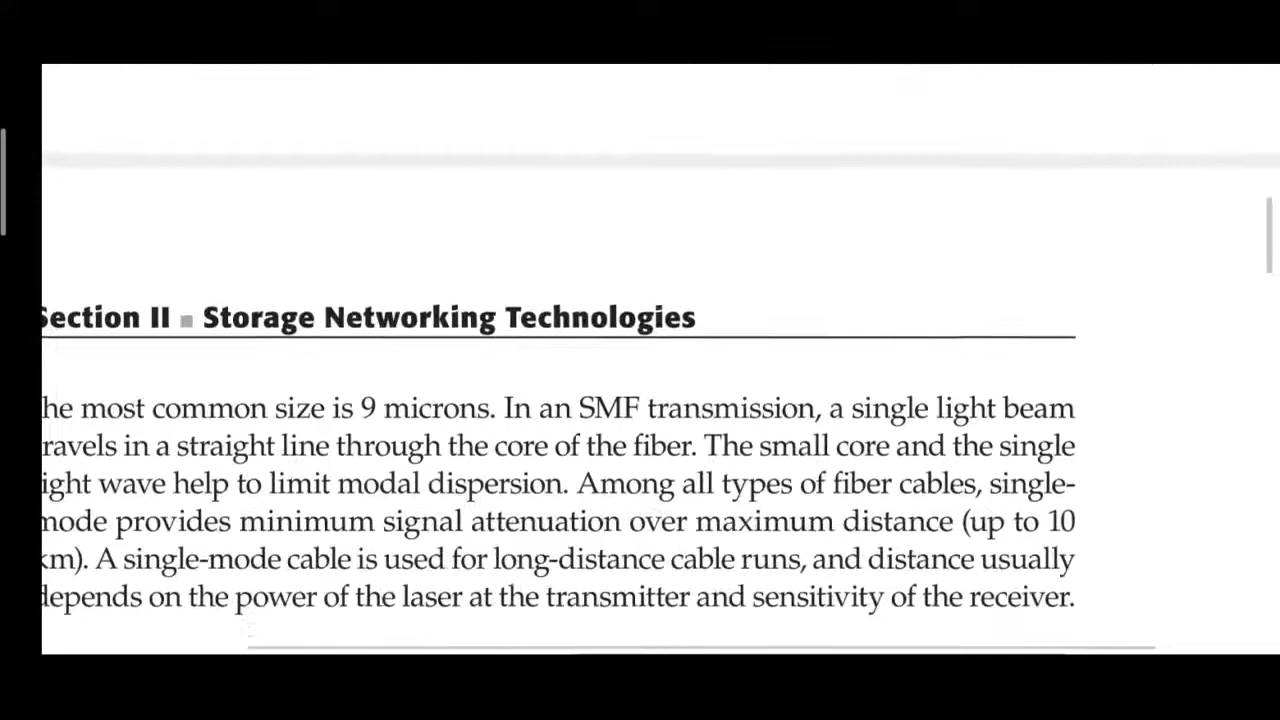 Section II ■ Storage Networking Technologies
he most common size is 9 microns. In an SMF transmission, a single light beam
ravels in a straight line through the core of the fiber. The small core and the single
ight wave help to limit modal dispersion. Among all types of fiber cables, single-
mode provides minimum signal attenuation over maximum distance (up to 10
km). A single-mode cable is used for long-distance cable runs, and distance usually
depends on the power of the laser at the transmitter and sensitivity of the receiver.